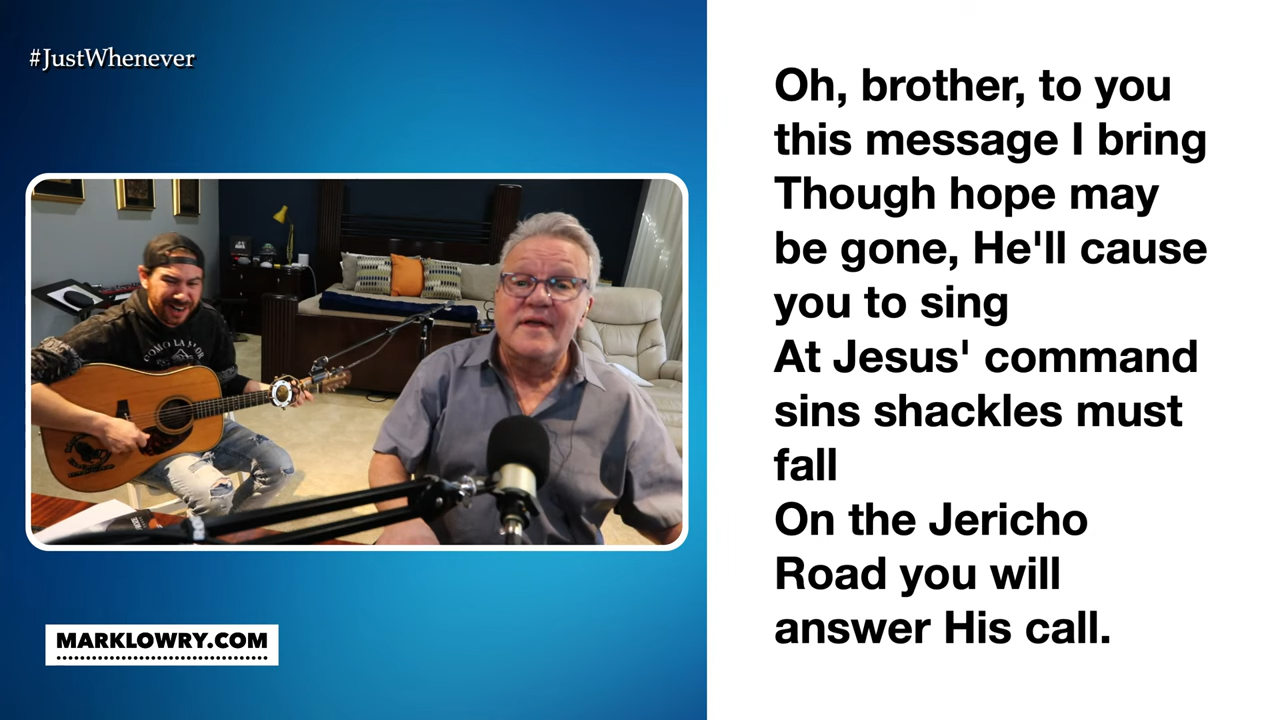 #JustWhenever
Oh, brother, to you
this message I bring
Though hope may
be gone, He'll cause
you to sing
At Jesus' command
sins shackles must
fall
On the Jericho
Road you will
answer His call.
MARKLOWRY.COM